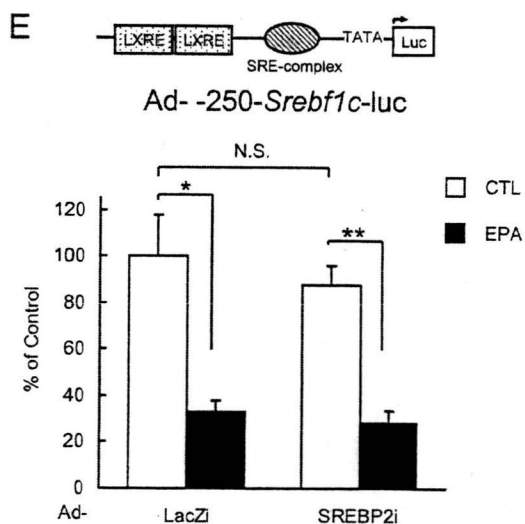 E
LXRE LXRE TATA Luc
SRE-complex
Ad- -250-Srebf1c-luc
N.S.
* **
CTL
EPA
% of Control
120
100
80
60
40
20
0
Ad- LacZi SREBP2i